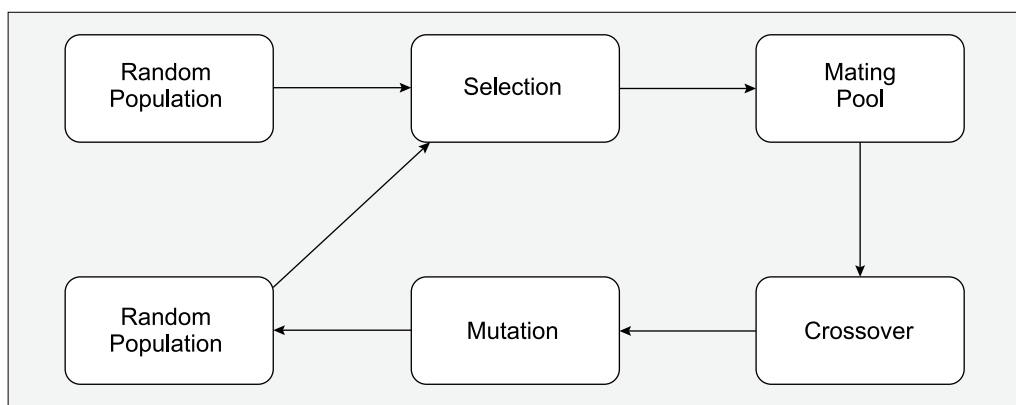 Random
Population
Selection
Mating
Pool
Random
Population
Mutation
Crossover